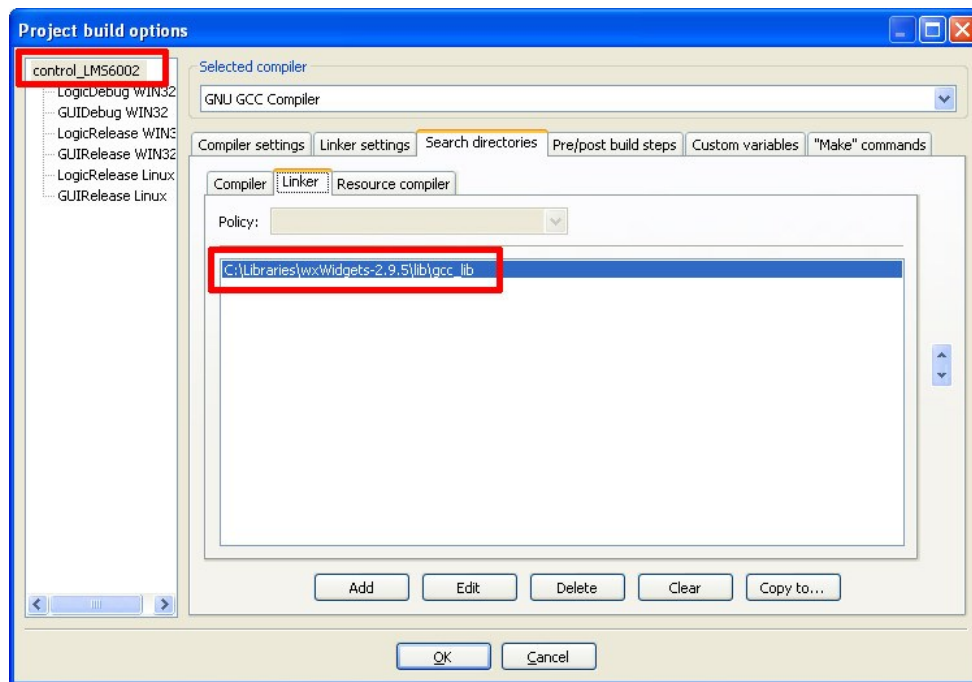 Project build options
control_LMS6002
LogicDebug WIN32
GUIDebug WIN32
LogicRelease WIN3
GUIRelease WIN32
LogicRelease Linux
GUIRelease Linux
Selected compiler
GNU GCC Compiler
Compiler settings Linker settings Search directories Pre/post build steps Custom variables "Make" commands
Compiler Linker Resource compiler
Policy:
C:\Libraries\wxWidgets-2.9.5\lib\gcc_lib
Add Edit Delete Clear Copy to...
OK Cancel